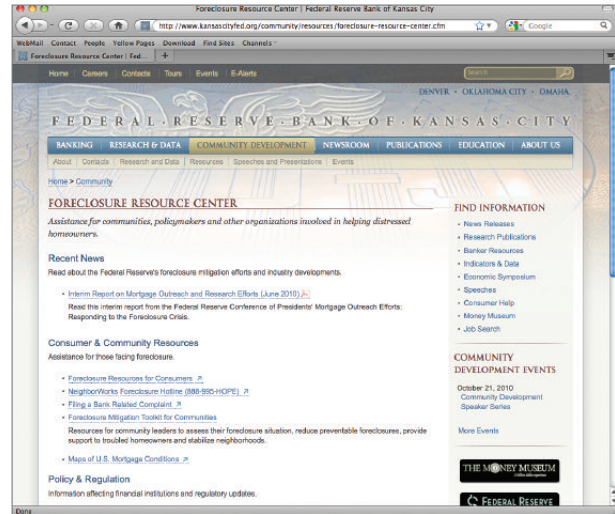 Foreclosure Resource Center | Federal Reserve Bank of Kansas City
http://www.kansascityfed.org/community/resources/foreclosure-resource-center.cfm
Google
WebMail Contact People Yellow Pages Download Find Sites Channels
Foreclosure Resource Center | Fed...
Home Careers Contacts Tours Events E-Alerts
Search
DENVER • OKLAHOMA CITY • OMAHA
FEDERAL • RESERVE • BANK • OF • KANSAS • CITY
BANKING RESEARCH & DATA COMMUNITY DEVELOPMENT NEWSROOM PUBLICATIONS EDUCATION ABOUT US
About Contacts Research and Data Resources Speeches and Presentations Events
Home > Community
FORECLOSURE RESOURCE CENTER
Assistance for communities, policymakers and other organizations involved in helping distressed
homeowners.
Recent News
Read about the Federal Reserve's foreclosure mitigation efforts and industry developments.
• Interim Report on Mortgage Outreach and Research Efforts (June 2010)
Read this interim report from the Federal Reserve Conference of Presidents' Mortgage Outreach Efforts:
Responding to the Foreclosure Crisis.
Consumer & Community Resources
Assistance for those facing foreclosure.
• Foreclosure Resources for Consumers
• NeighborWorks Foreclosure Hotline (888-995-HOPE)
• Filing a Bank Related Complaint
• Foreclosure Mitigation Toolkit for Communities
Resources for community leaders to assess their foreclosure situation, reduce preventable foreclosures, provide
support to troubled homeowners and stabilize neighborhoods.
• Maps of U.S. Mortgage Conditions
Policy & Regulation
Information affecting financial institutions and regulatory updates.
FIND INFORMATION
• News Releases
• Research Publications
• Banker Resources
• Indicators & Data
• Economic Symposium
• Speeches
• Consumer Help
• Money Museum
• Job Search
COMMUNITY
DEVELOPMENT EVENTS
October 21, 2010
Community Development
Speaker Series
More Events
THE MONEY MUSEUM
FEDERAL RESERVE
Done